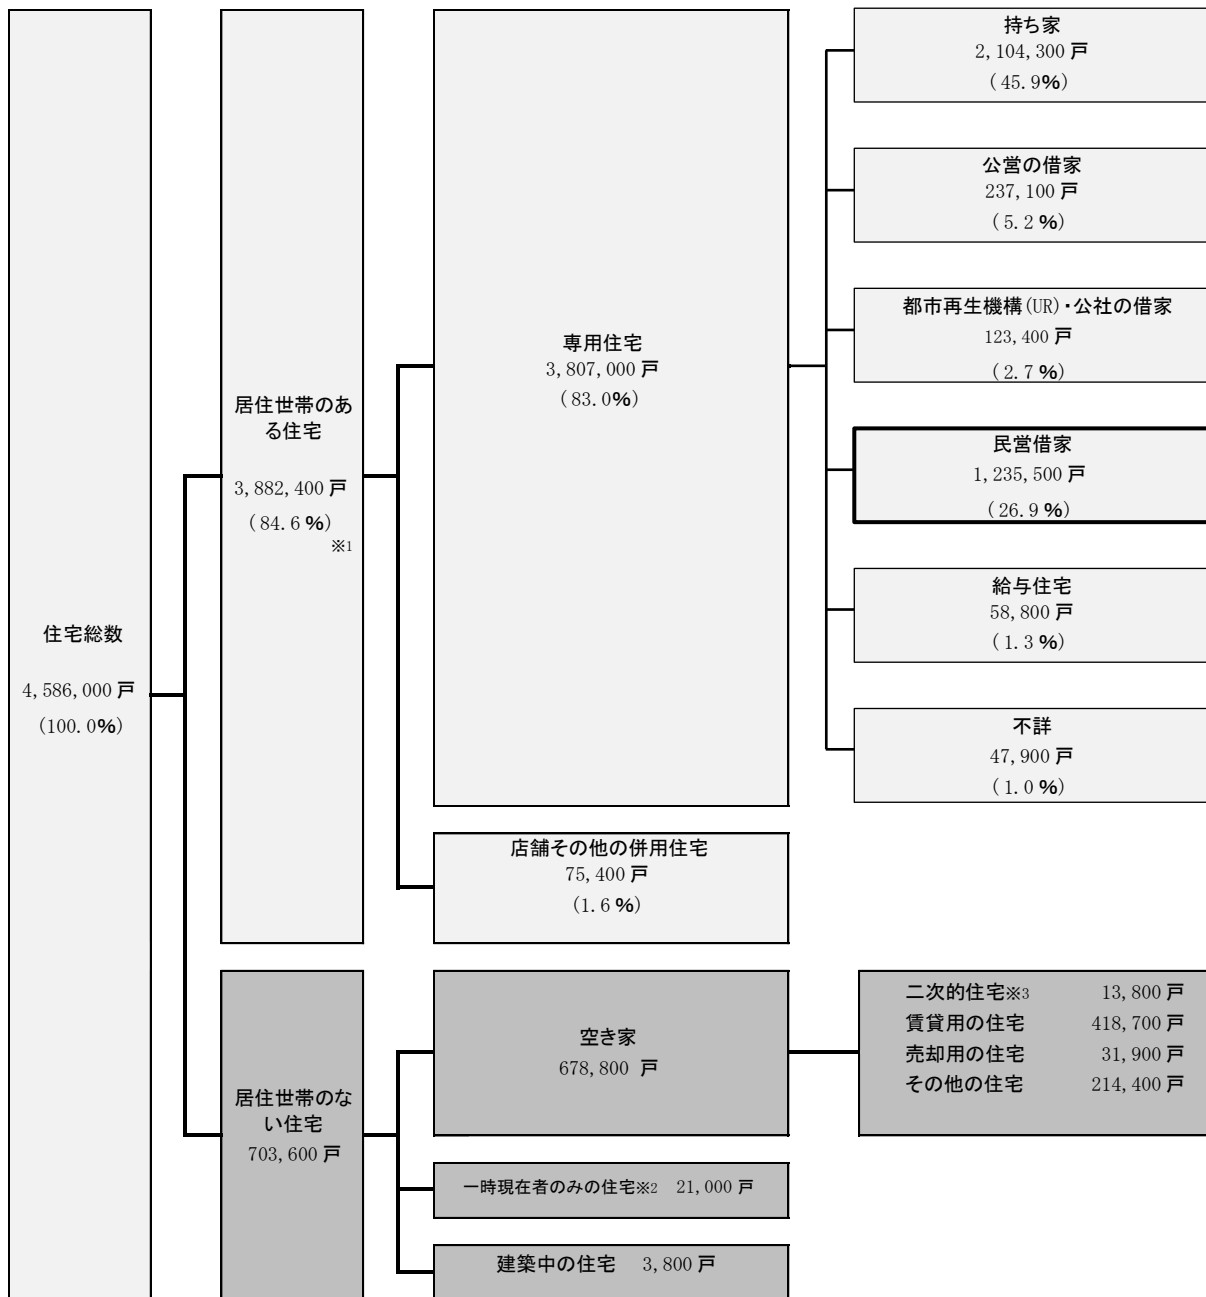 住宅総数
4,586,000 戸
(100.0%)
居住世帯のあ
る住宅
3,882,400 戸
(84.6 %)
※1
専用住宅
3,807,000 戸
(83.0%)
持ち家
2,104,300 戸
(45.9%)
公営の借家
237,100 戸
(5.2 %)
都市再生機構(UR)・公社の借家
123,400 戸
(2.7 %)
民営借家
1,235,500 戸
(26.9 %)
給与住宅
58,800 戸
(1.3 %)
不詳
47,900 戸
(1.0 %)
店舗その他の併用住宅
75,400 戸
(1.6 %)
居住世帯のな
い住宅
703,600 戸
空き家
678,800 戸
二次的住宅※3 13,800 戸
賃貸用の住宅 418,700 戸
売却用の住宅 31,900 戸
その他の住宅 214,400 戸
一時現在者のみの住宅※2 21,000 戸
建築中の住宅 3,800 戸